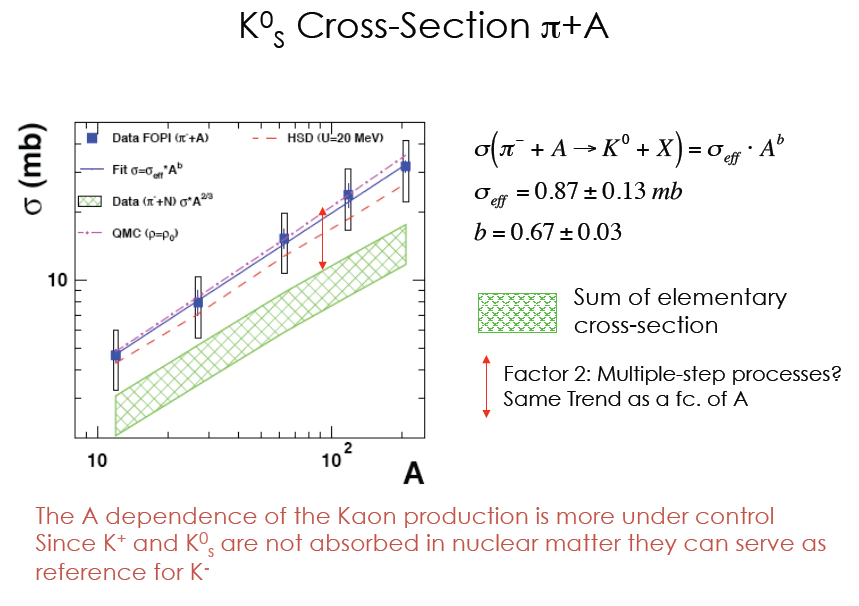 K⁰ₛ Cross-Section π+A
σ (mb)
Data FOPI (π⁻+A)
HSD (U=20 MeV)
Fit σ=σ_eff*A^b
Data (π⁻+N) σ*A^2/3
QMC (ρ=ρ₀)
10
10
10²
A
σ(π⁻ + A → K⁰ + X) = σ_eff · A^b
σ_eff = 0.87 ± 0.13 mb
b = 0.67 ± 0.03
Sum of elementary
cross-section
Factor 2: Multiple-step processes?
Same Trend as a fc. of A
The A dependence of the Kaon production is more under control
Since K⁺ and K⁰ₛ are not absorbed in nuclear matter they can serve as
reference for K⁻